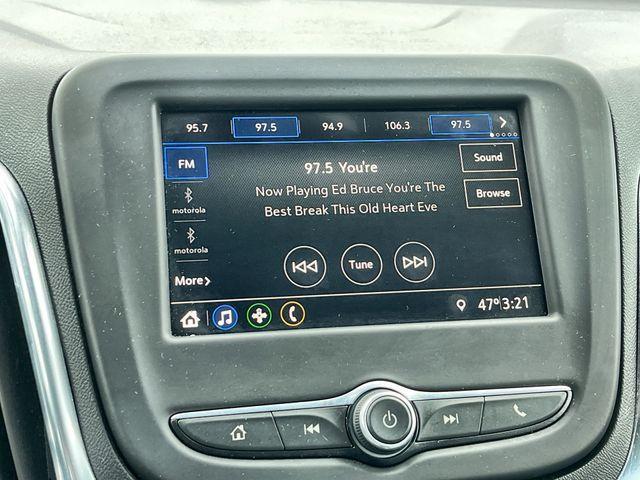 95.7 97.5 94.9 106.3 97.5
FM
97.5 You're
Sound
Now Playing Ed Bruce You're The
Best Break This Old Heart Eve
Browse
motorola
motorola
More
Tune
47° 3:21